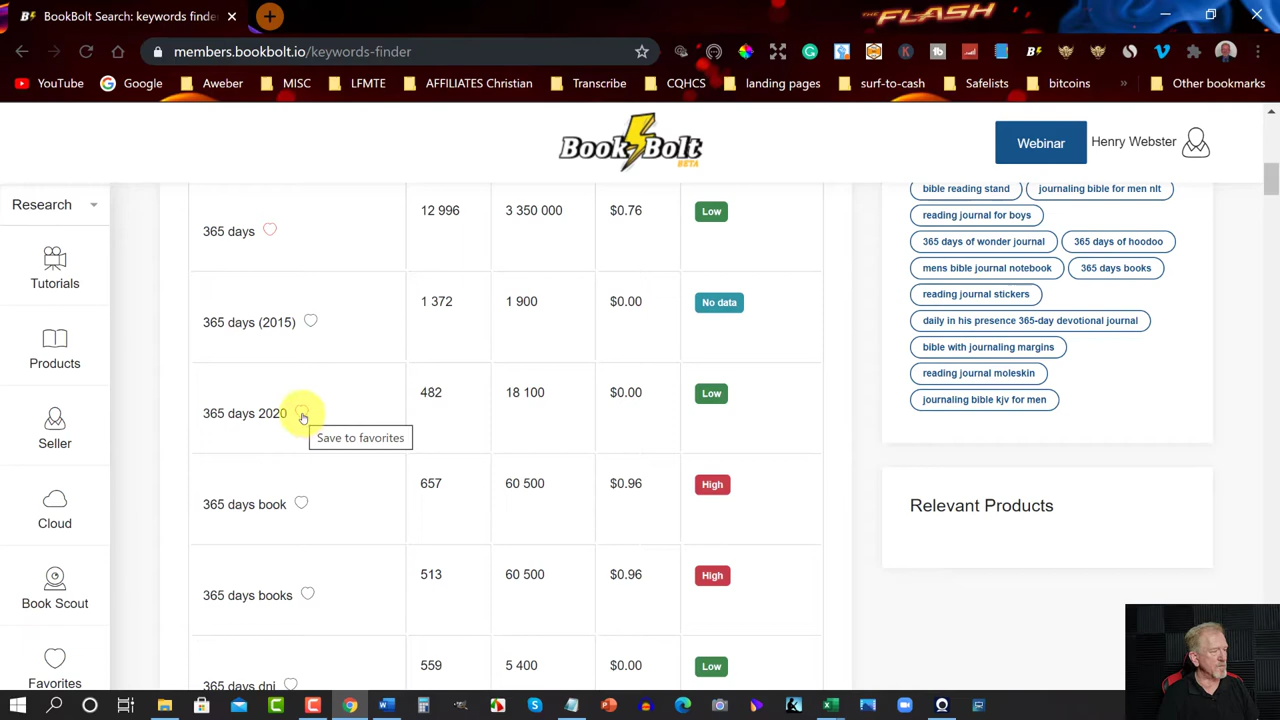 BookBolt Search: keywords finde
THE FLASH
members.bookbolt.io/keywords-finder
YouTube
Google
Aweber
MISC
LFMTE
AFFILIATES Christian
Transcribe
CQHCS
landing pages
surf-to-cash
Safelists
bitcoins
»
Other bookmarks
Book Bolt
BETA
Webinar
Henry Webster
Research
Tutorials
Products
Seller
Cloud
Book Scout
Favorites
365 days 12 996 3 350 000 $0.76 Low
365 days (2015) 1 372 1 900 $0.00 No data
365 days 2020 482 18 100 $0.00 Low
Save to favorites
365 days book 657 60 500 $0.96 High
365 days books 513 60 500 $0.96 High
365 days dni 559 5 400 $0.00 Low
bible reading stand journaling bible for men nlt
reading journal for boys
365 days of wonder journal 365 days of hoodoo
mens bible journal notebook 365 days books
reading journal stickers
daily in his presence 365-day devotional journal
bible with journaling margins
reading journal moleskin
journaling bible kjv for men
Relevant Products